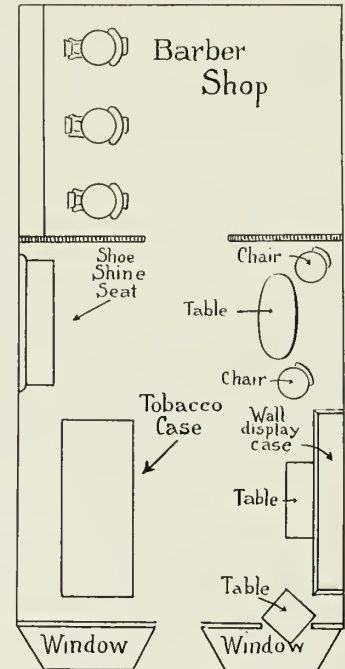 Barber
Shop
Shoe
Shine
Seat
Chair
Table
Chair
Tobacco
Case
Wall
display
case
Table
Table
Window
Window